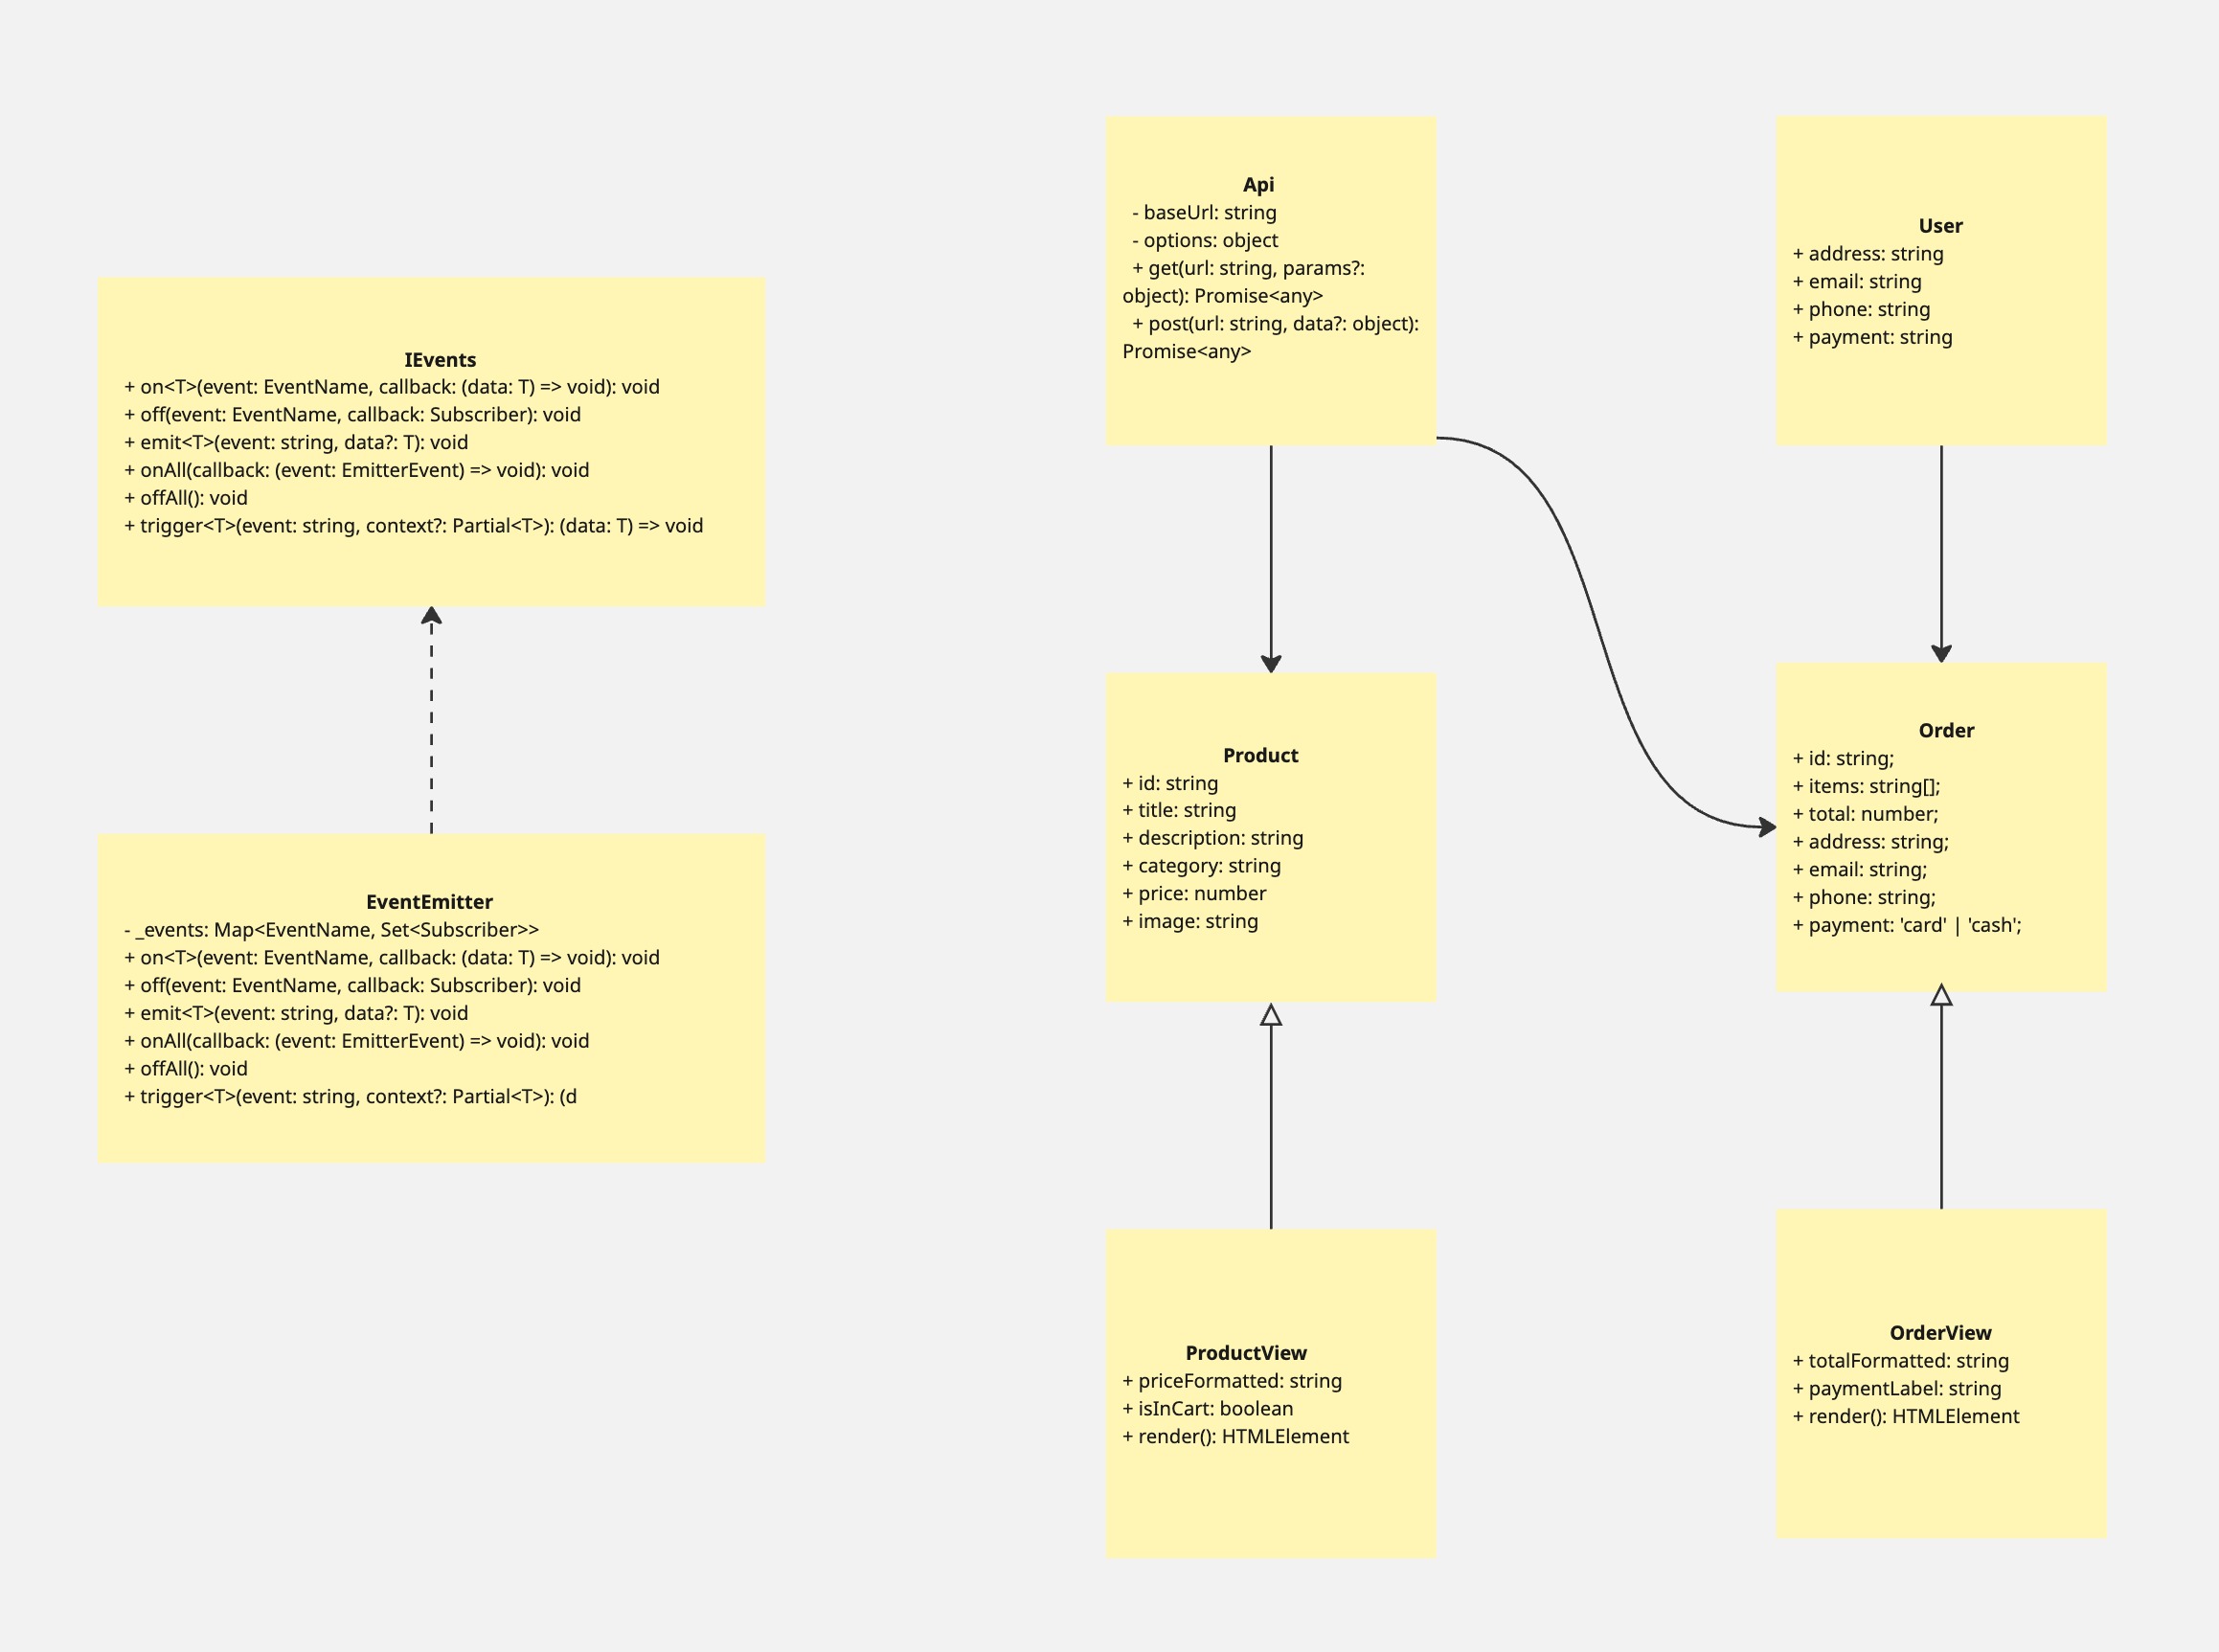 IEvents
+ on<T>(event: EventName, callback: (data: T) => void): void
+ off(event: EventName, callback: Subscriber): void
+ emit<T>(event: string, data?: T): void
+ onAll(callback: (event: EmitterEvent) => void): void
+ offAll(): void
+ trigger<T>(event: string, context?: Partial<T>): (data: T) => void
EventEmitter
- _events: Map<EventName, Set<Subscriber>>
+ on<T>(event: EventName, callback: (data: T) => void): void
+ off(event: EventName, callback: Subscriber): void
+ emit<T>(event: string, data?: T): void
+ onAll(callback: (event: EmitterEvent) => void): void
+ offAll(): void
+ trigger<T>(event: string, context?: Partial<T>): (d
Api
- baseUrl: string
- options: object
+ get(url: string, params?:
object): Promise<any>
+ post(url: string, data?: object):
Promise<any>
Product
+ id: string
+ title: string
+ description: string
+ category: string
+ price: number
+ image: string
ProductView
+ priceFormatted: string
+ isInCart: boolean
+ render(): HTMLElement
User
+ address: string
+ email: string
+ phone: string
+ payment: string
Order
+ id: string;
+ items: string[];
+ total: number;
+ address: string;
+ email: string;
+ phone: string;
+ payment: 'card' | 'cash';
OrderView
+ totalFormatted: string
+ paymentLabel: string
+ render(): HTMLElement